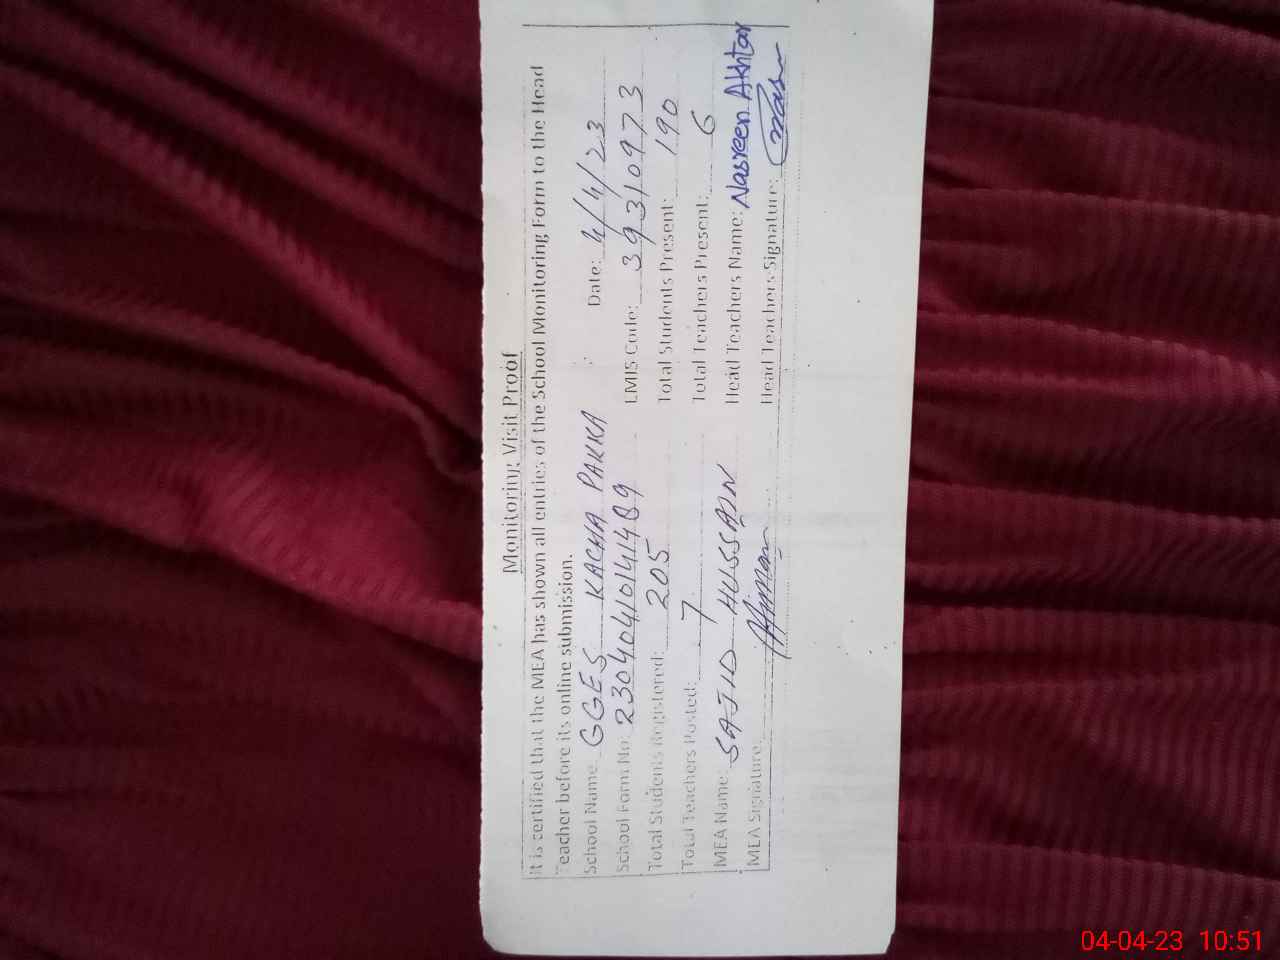 Monitoring Visit Proof
It is certified that the MEA has shown all entries of the School Monitoring Form to the Head
Teacher before its online submission.
School Name: GGES KACHA PAKKA Date: 4/4/23
School Form No: 2304040101489 EMIS Code: 39310973
Total Students Registered: 205 Total Students Present: 190
Total Teachers Posted: 7 Total Teachers Present: 6
MEA Name: SAJID HUSSAIN Head Teachers Name: Nasreen Akhtar
MEA Signature: Head Teachers Signature:
04-04-23 10:51